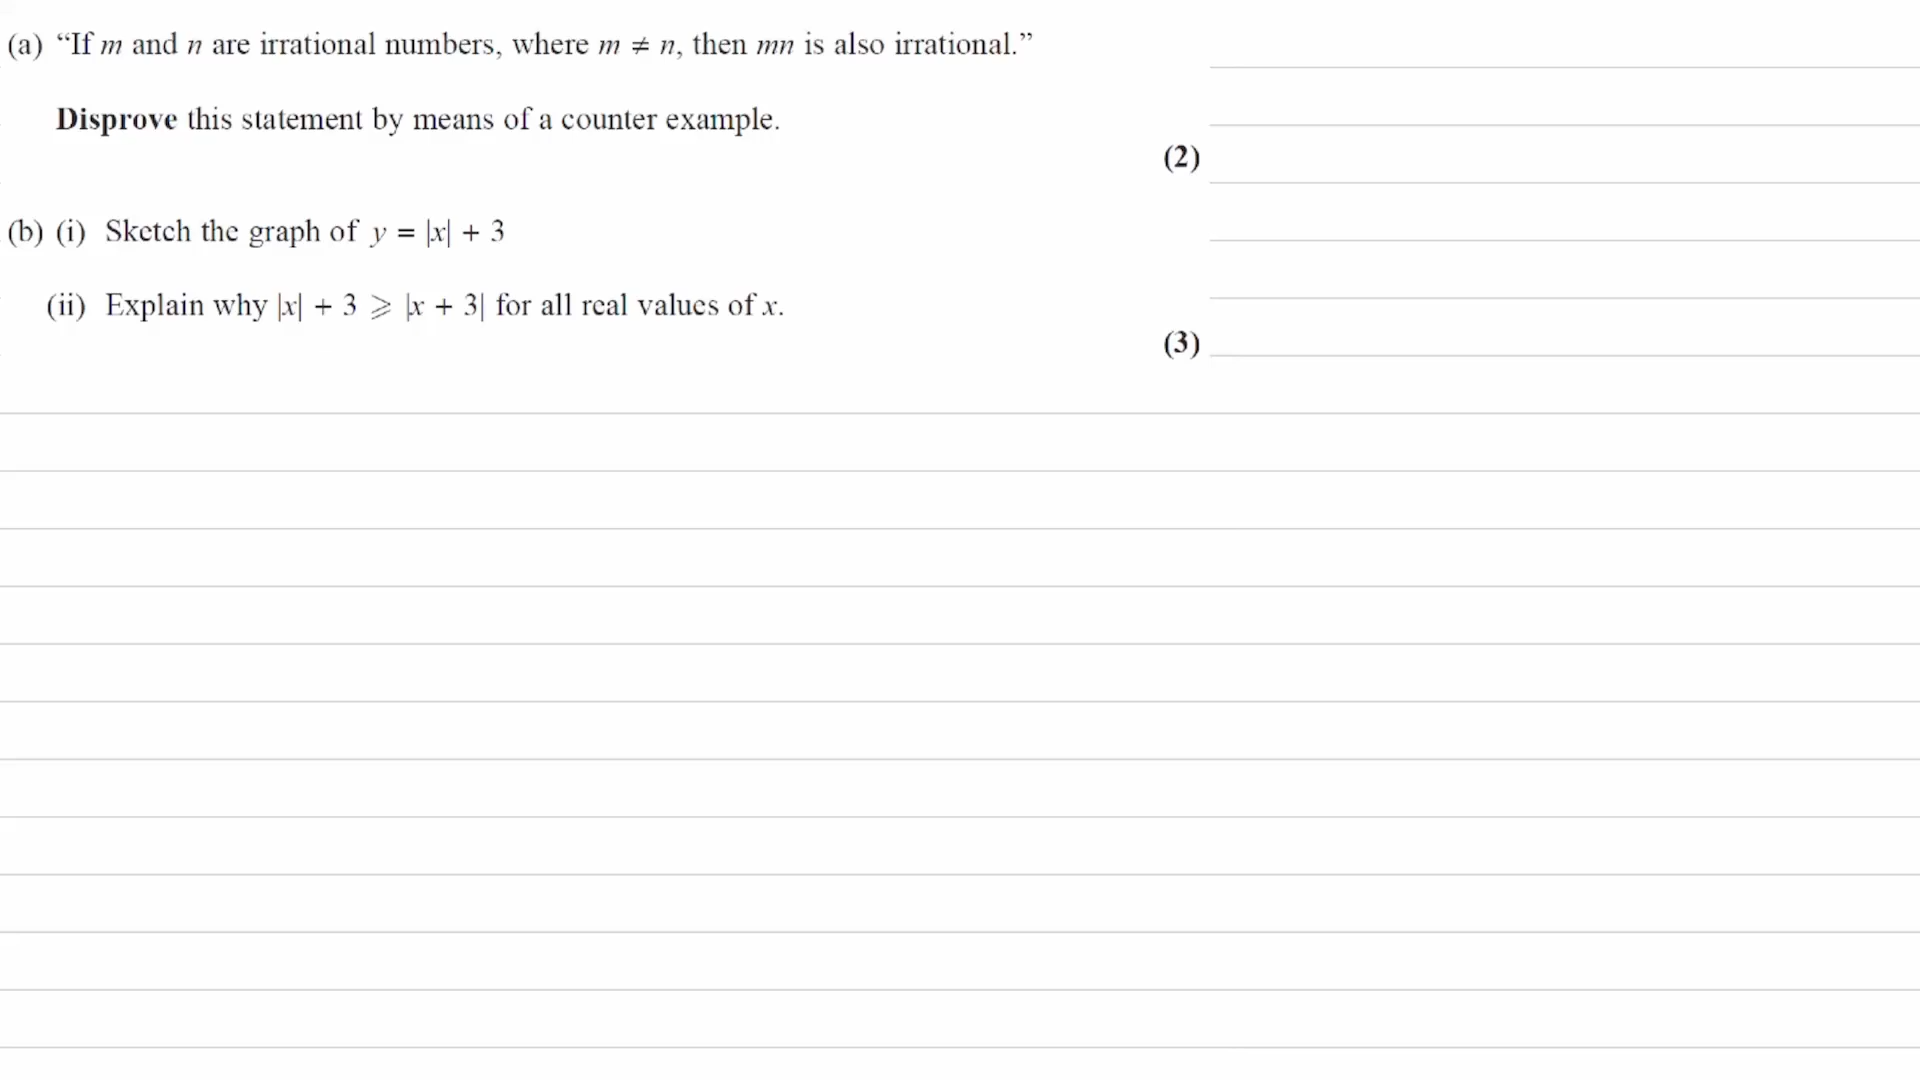 (a) “If m and n are irrational numbers, where m ≠ n, then mn is also irrational.”
Disprove this statement by means of a counter example.
(2)
(b) (i) Sketch the graph of y = |x| + 3
(ii) Explain why |x| + 3 ⩾ |x + 3| for all real values of x.
(3)